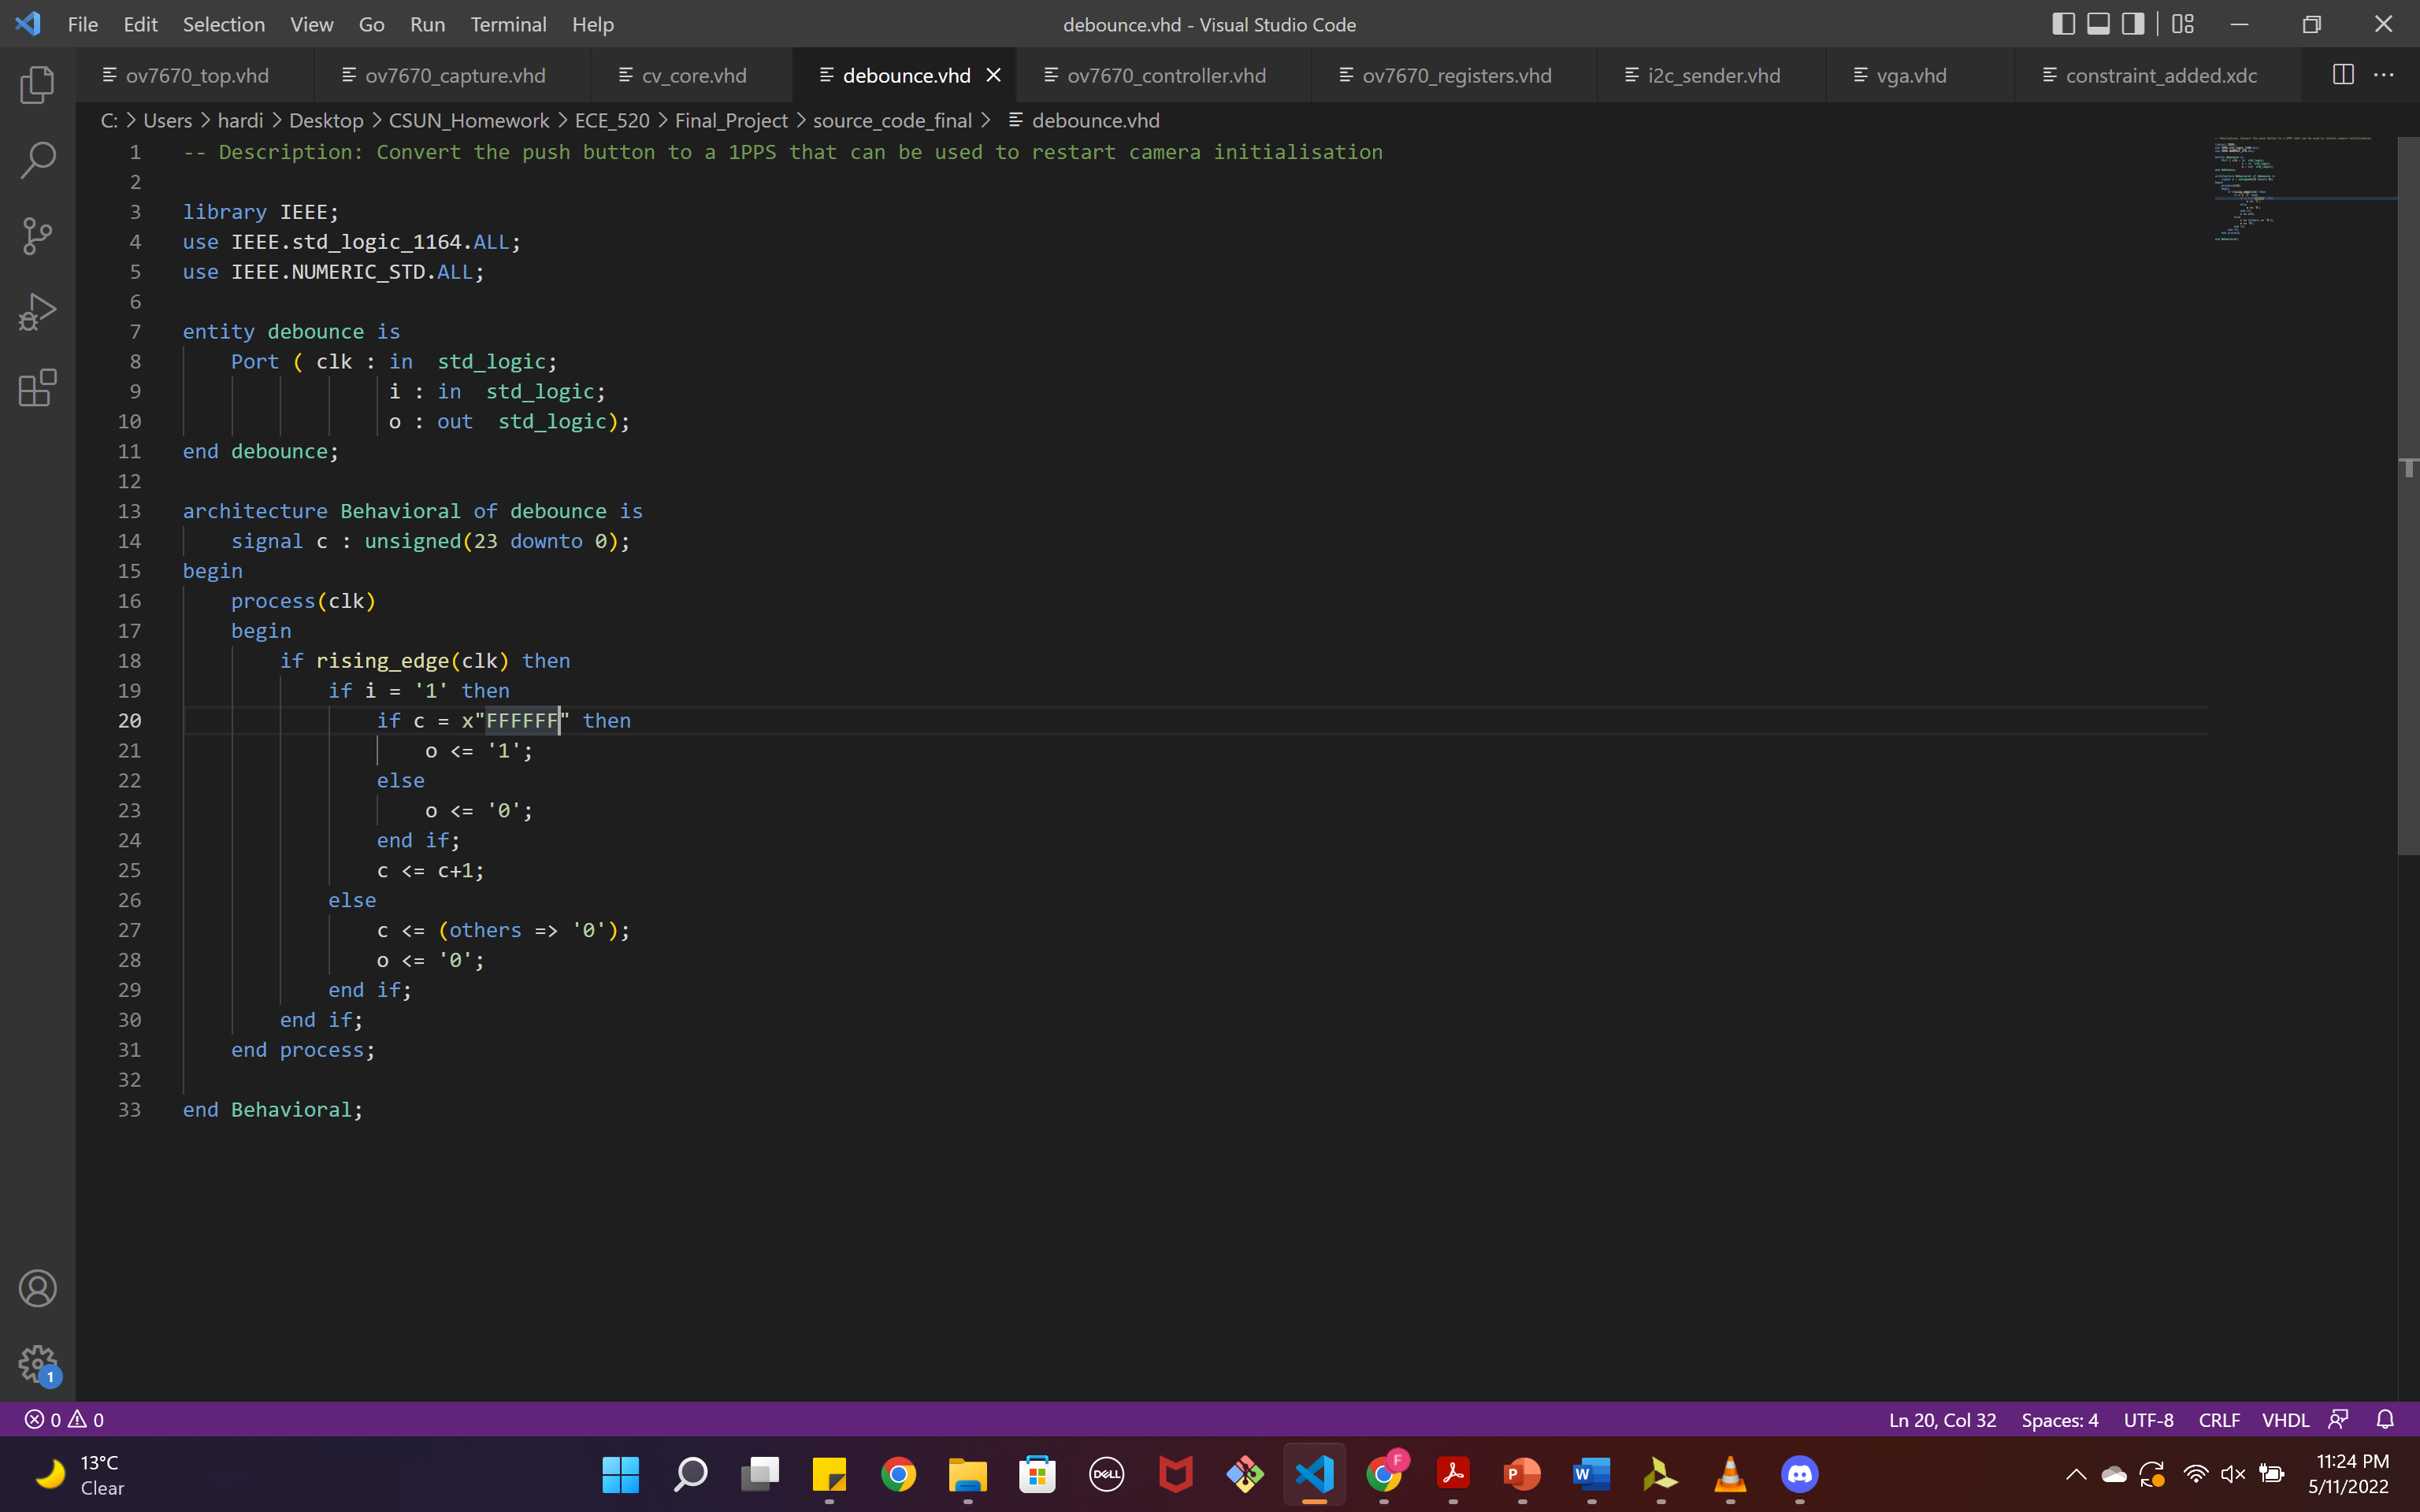 File Edit Selection View Go Run Terminal Help debounce.vhd - Visual Studio Code
ov7670_top.vhd ov7670_capture.vhd cv_core.vhd debounce.vhd ov7670_controller.vhd ov7670_registers.vhd i2c_sender.vhd vga.vhd constraint_added.xdc
C: > Users > hardi > Desktop > CSUN_Homework > ECE_520 > Final_Project > source_code_final > debounce.vhd
1 -- Description: Convert the push button to a 1PPS that can be used to restart camera initialisation
2
3 library IEEE;
4 use IEEE.std_logic_1164.ALL;
5 use IEEE.NUMERIC_STD.ALL;
6
7 entity debounce is
8 Port ( clk : in  std_logic;
9 i : in  std_logic;
10 o : out  std_logic);
11 end debounce;
12
13 architecture Behavioral of debounce is
14 signal c : unsigned(23 downto 0);
15 begin
16 process(clk)
17 begin
18 if rising_edge(clk) then
19 if i = '1' then
20 if c = x"FFFFFF" then
21 o <= '1';
22 else
23 o <= '0';
24 end if;
25 c <= c+1;
26 else
27 c <= (others => '0');
28 o <= '0';
29 end if;
30 end if;
31 end process;
32
33 end Behavioral;
1
0 0 Ln 20, Col 32 Spaces: 4 UTF-8 CRLF VHDL
13°C
Clear
DELL
F
P
W
11:24 PM
5/11/2022